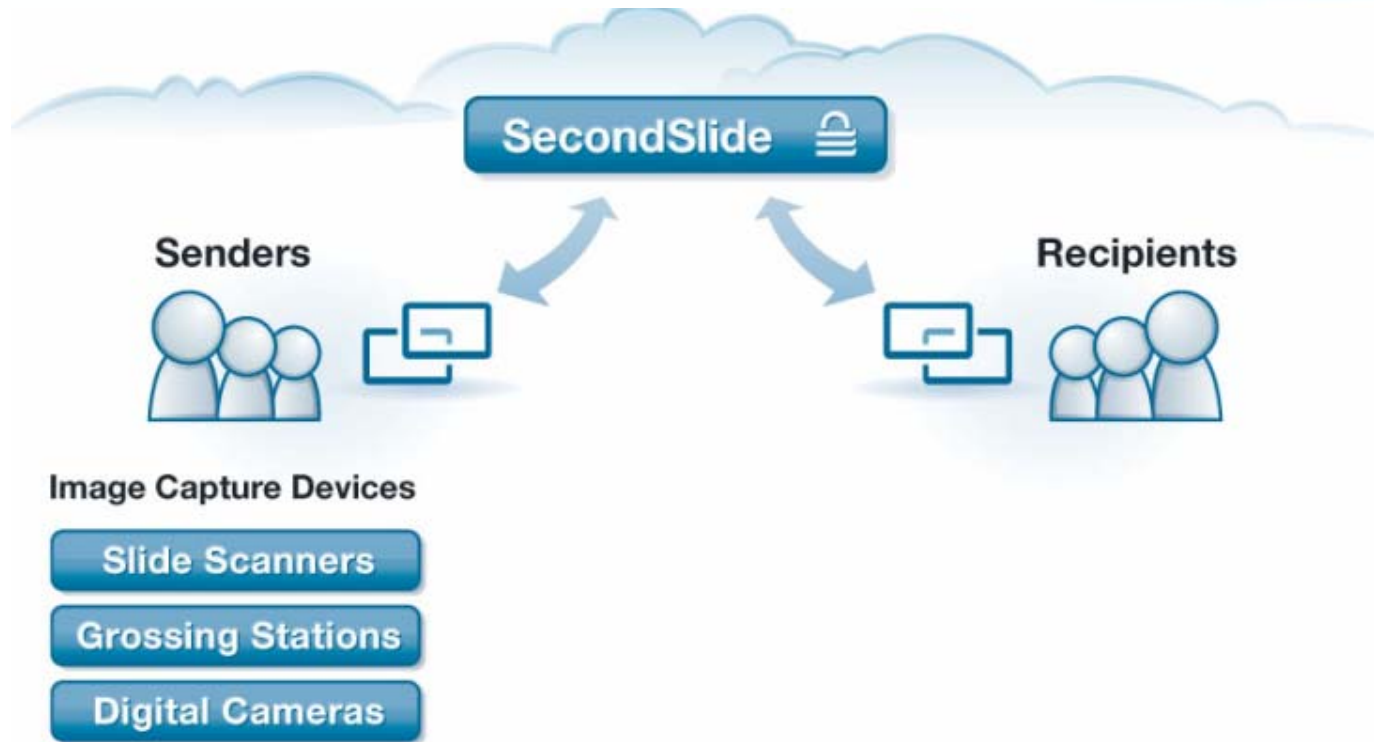 SecondSlide
Senders
Recipients
Image Capture Devices
Slide Scanners
Grossing Stations
Digital Cameras